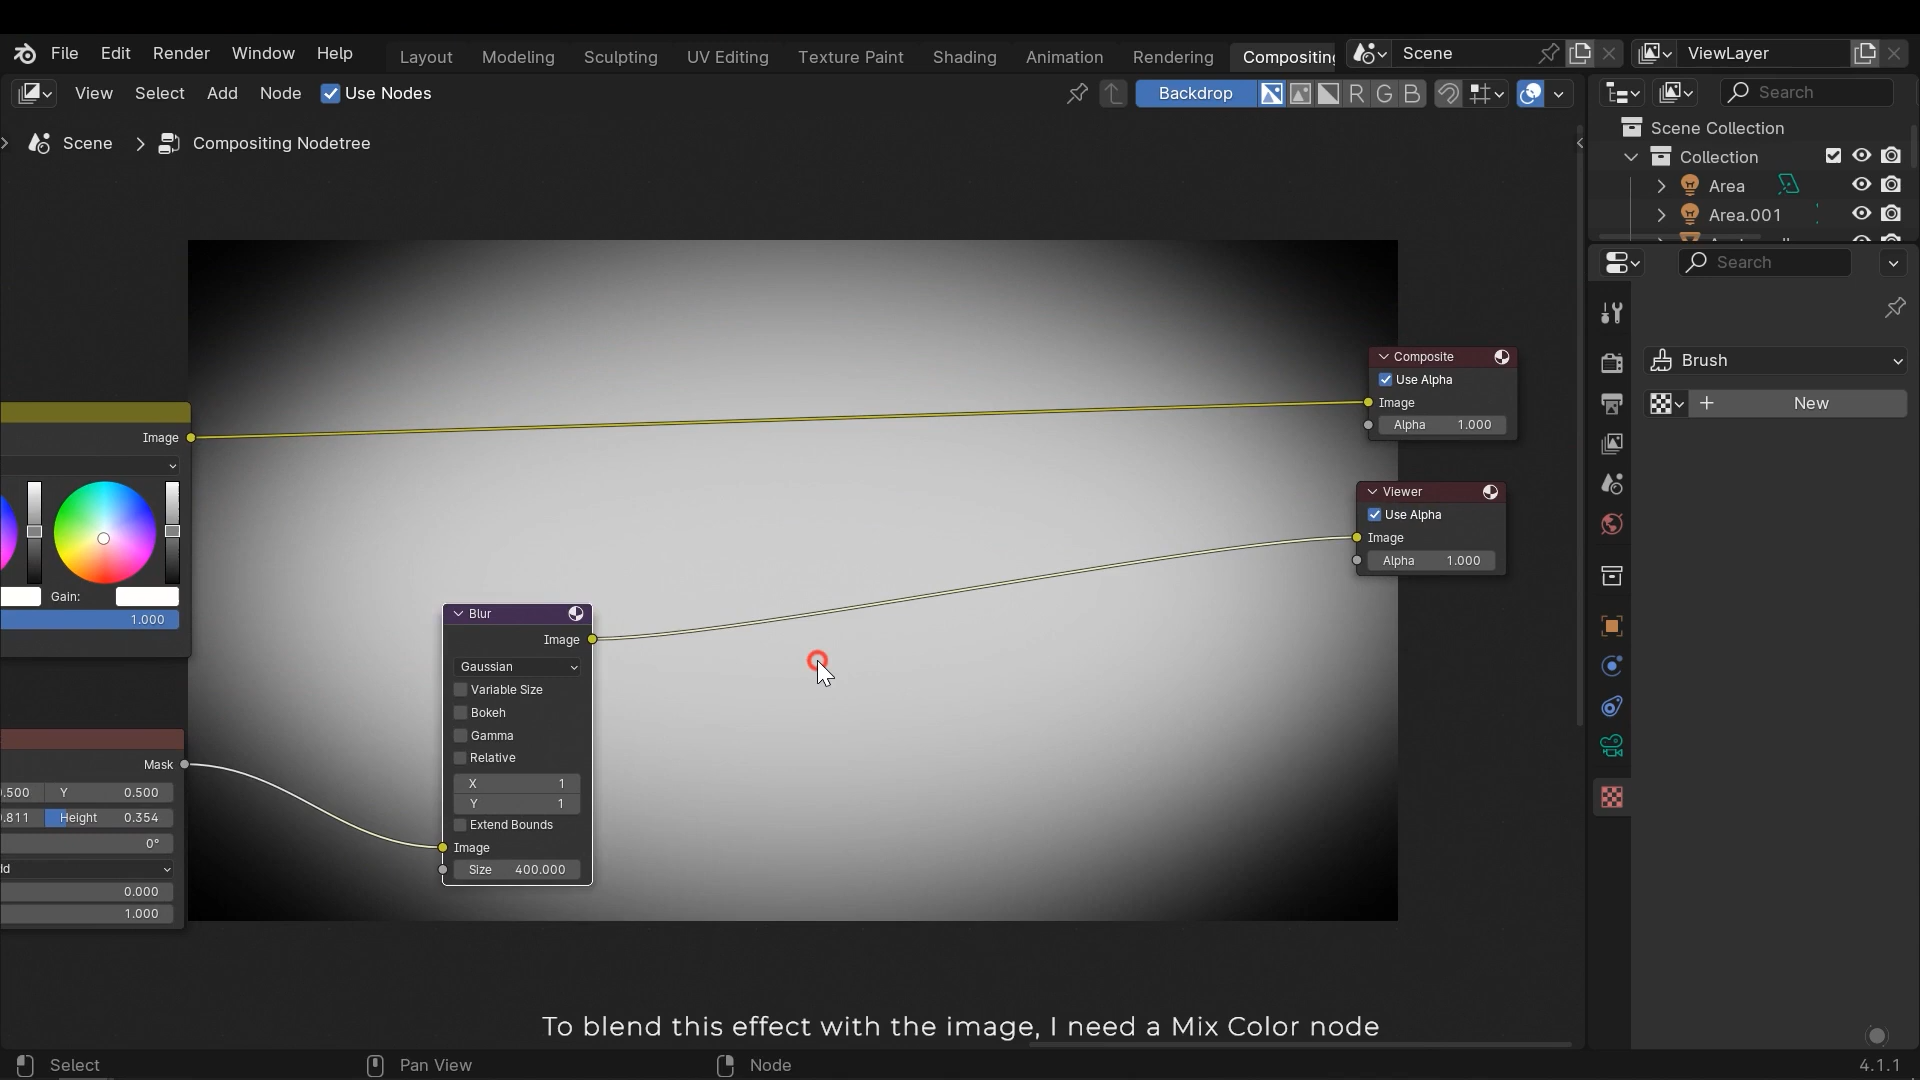 File Edit Render Window Help Layout Modeling Sculpting UV Editing Texture Paint Shading Animation Rendering Compositing Scene ViewLayer
View Select Add Node Use Nodes Backdrop R G B Search
Scene Compositing Nodetree
Scene Collection
Collection
Area
Area.001
Search
Brush
New
Composite
Use Alpha
Image
Alpha 1.000
Viewer
Use Alpha
Image
Alpha 1.000
Image
Gain:
1.000
Blur
Image
Gaussian
Variable Size
Bokeh
Gamma
Relative
X 1
Y 1
Extend Bounds
Image
Size 400.000
Mask
0.500 Y 0.500
0.811 Height 0.354
0°
0.000
1.000
To blend this effect with the image, I need a Mix Color node
Select Pan View Node 4.1.1